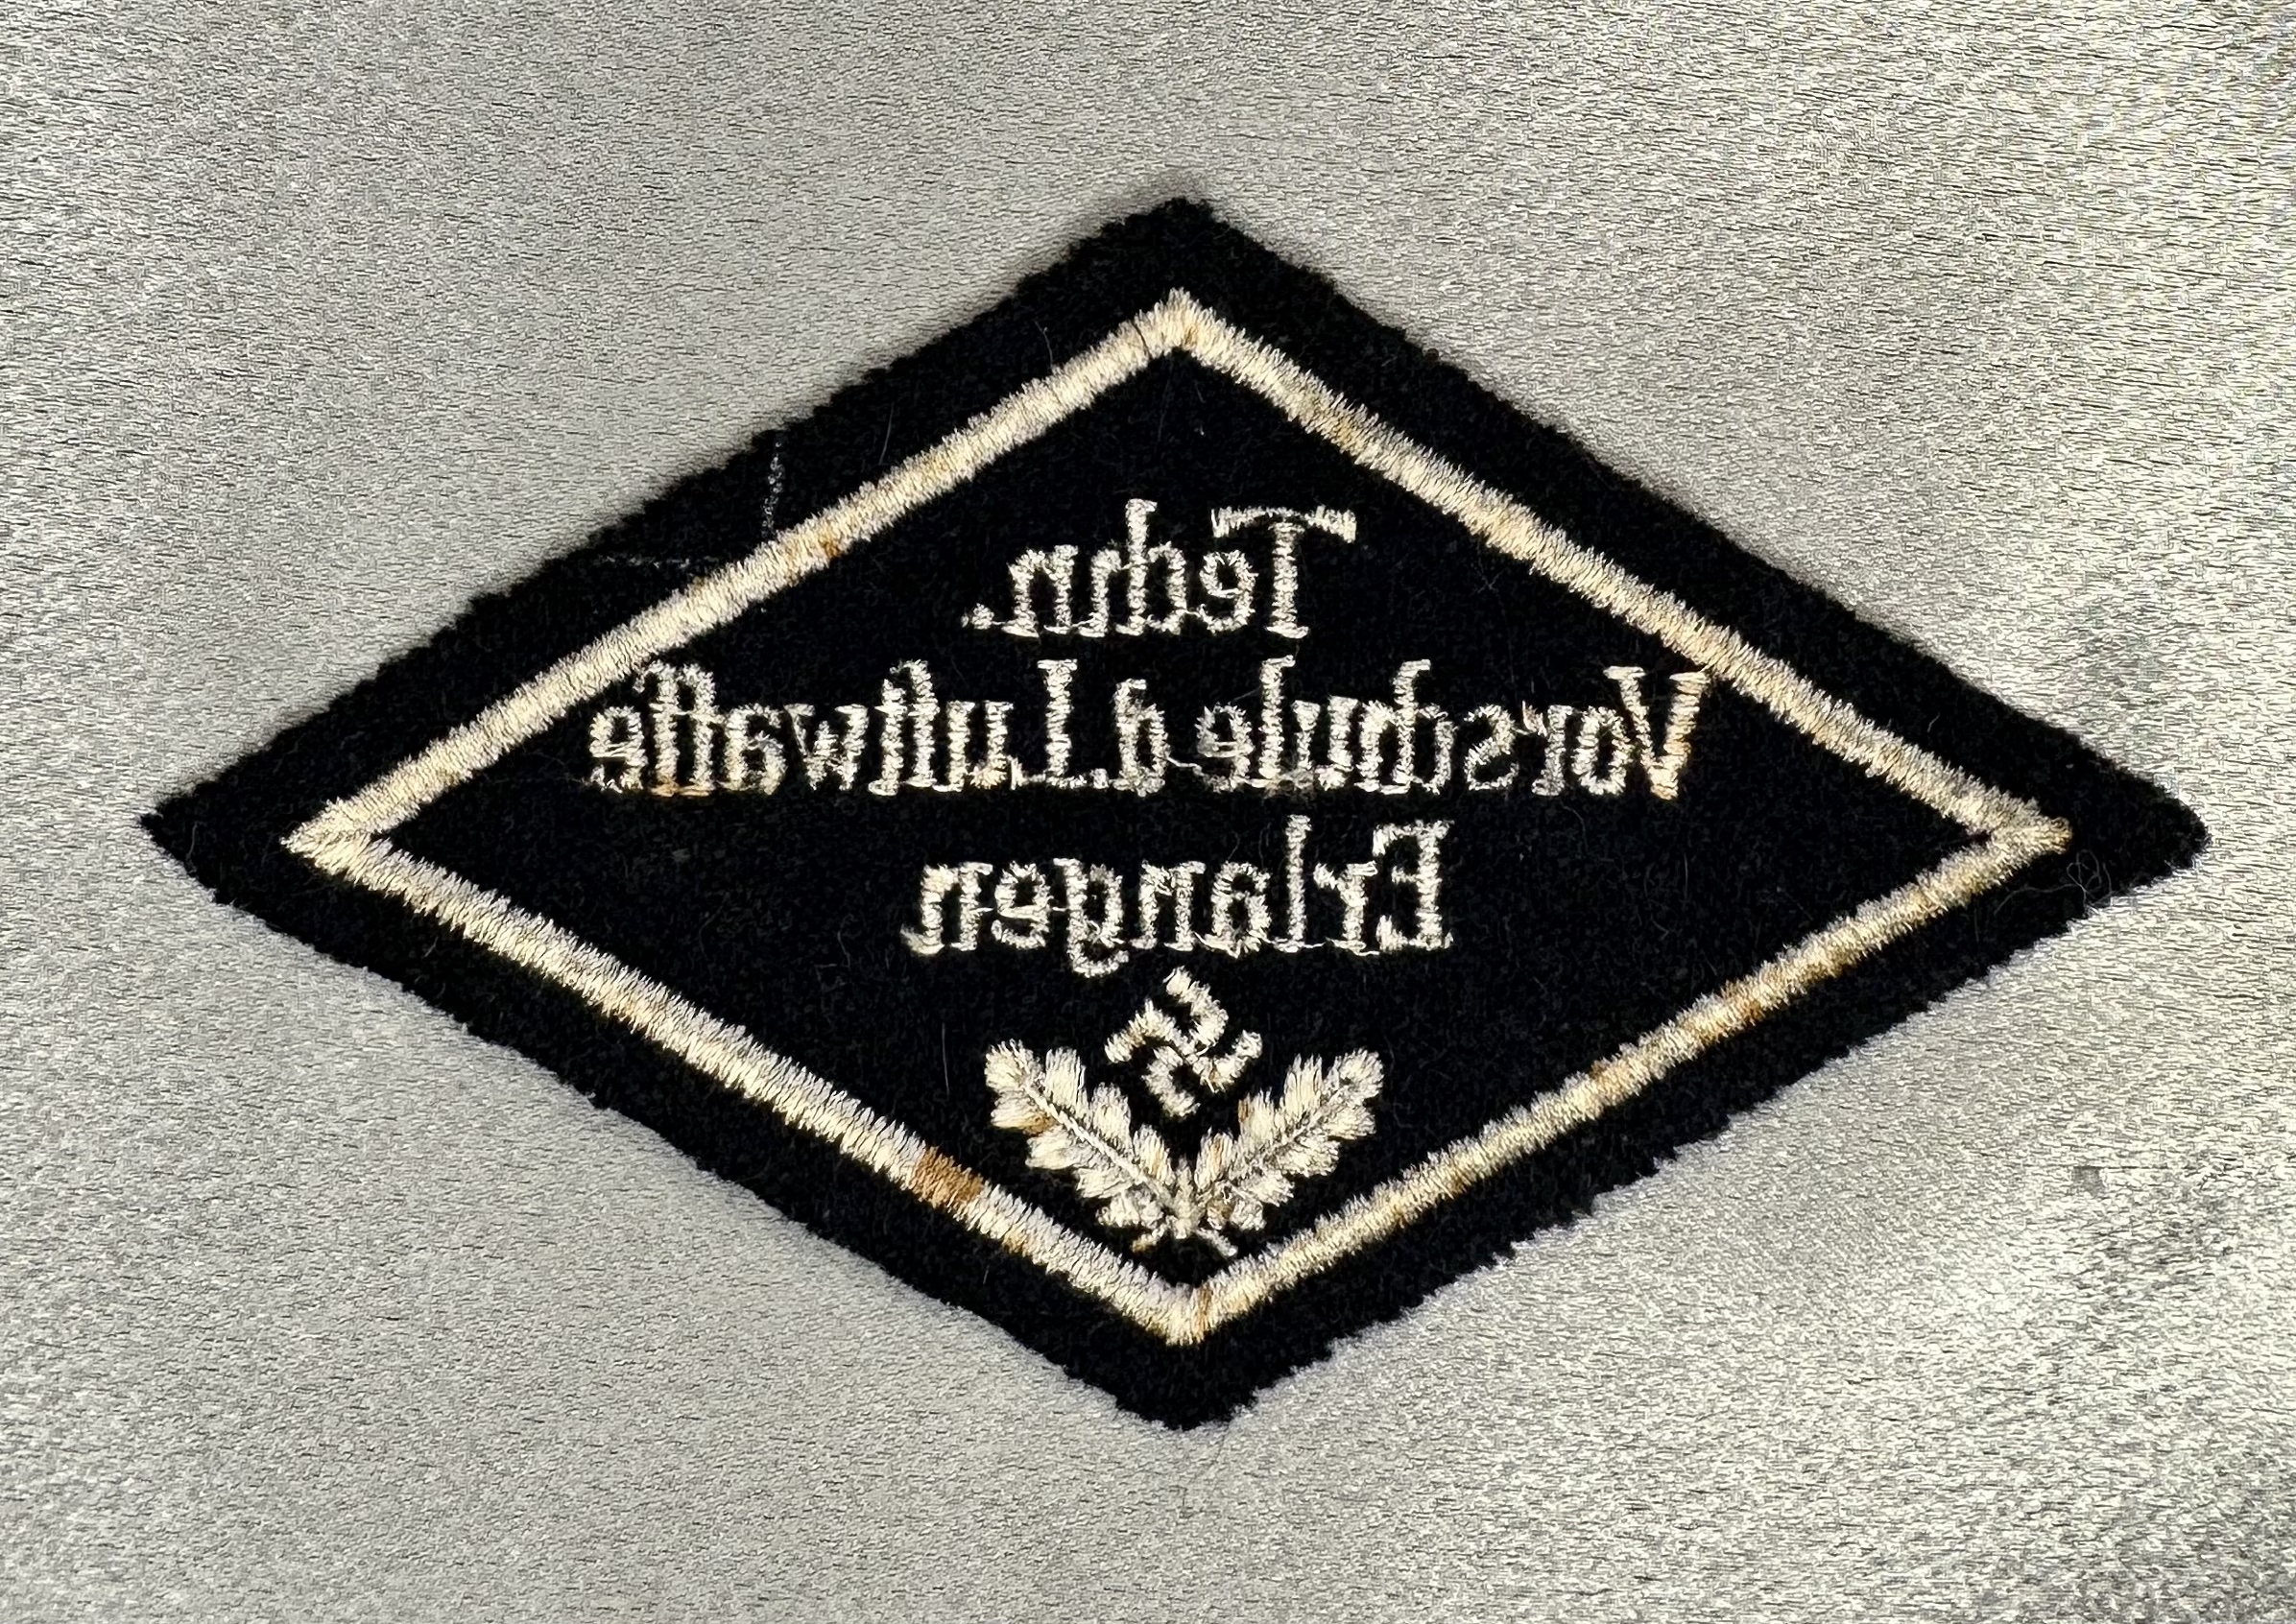 Techn.
Vorschule d. Luftwaffe
Erlangen